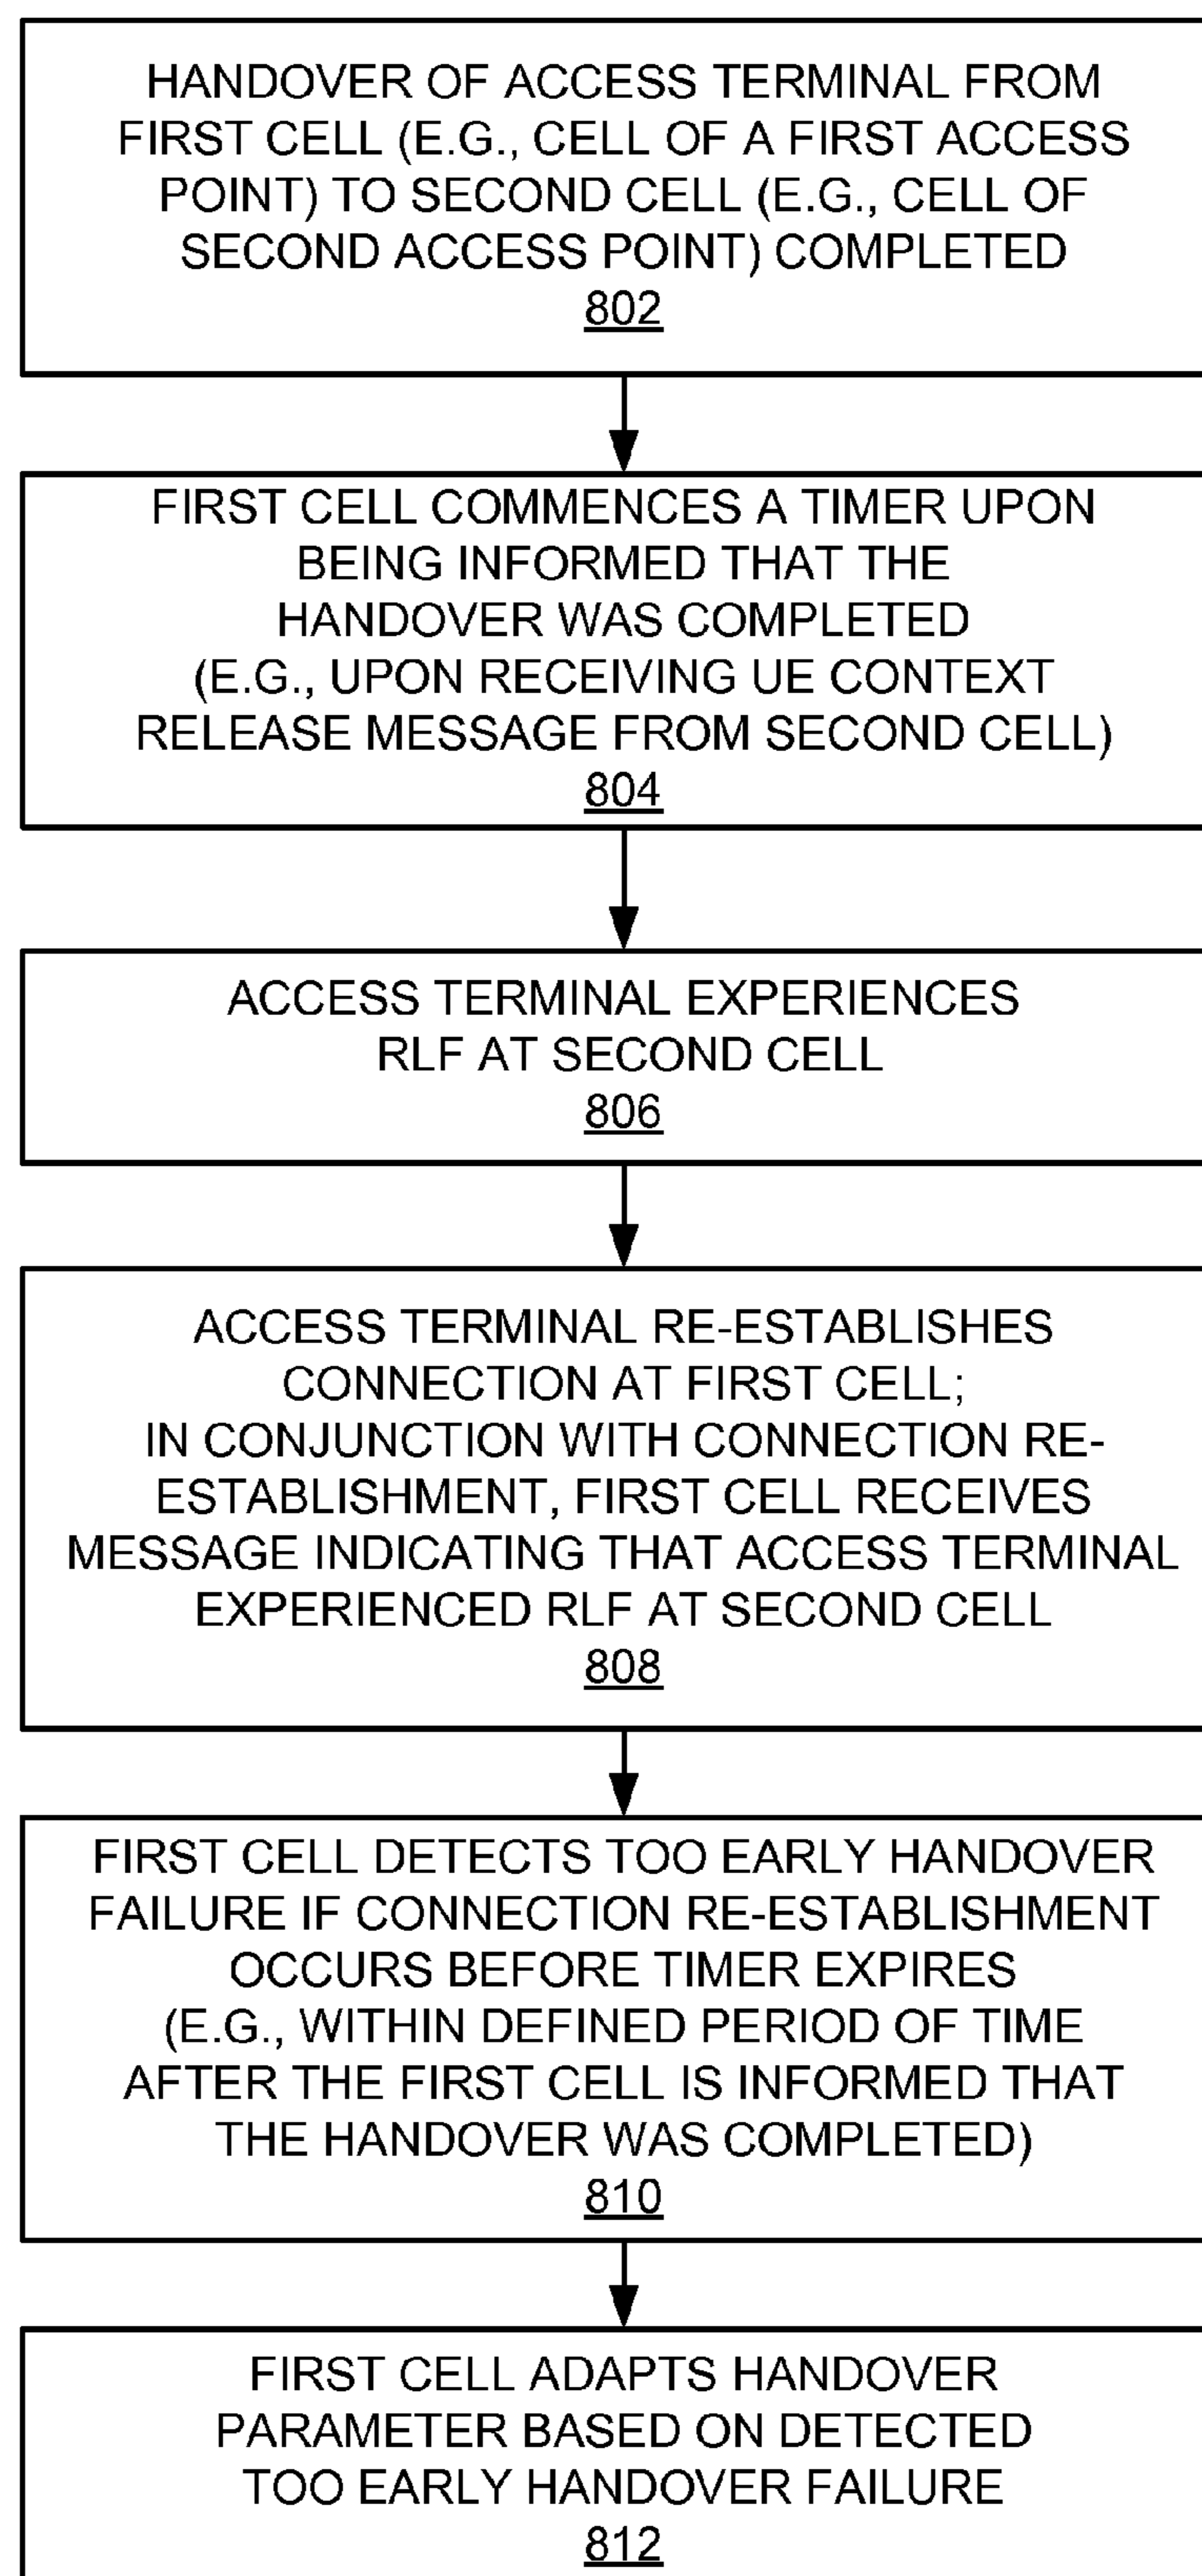 HANDOVER OF ACCESS TERMINAL FROM
FIRST CELL (E.G., CELL OF A FIRST ACCESS
POINT) TO SECOND CELL (E.G., CELL OF
SECOND ACCESS POINT) COMPLETED
802
FIRST CELL COMMENCES A TIMER UPON
BEING INFORMED THAT THE
HANDOVER WAS COMPLETED
(E.G., UPON RECEIVING UE CONTEXT
RELEASE MESSAGE FROM SECOND CELL)
804
ACCESS TERMINAL EXPERIENCES
RLF AT SECOND CELL
806
ACCESS TERMINAL RE-ESTABLISHES
CONNECTION AT FIRST CELL;
IN CONJUNCTION WITH CONNECTION RE-
ESTABLISHMENT, FIRST CELL RECEIVES
MESSAGE INDICATING THAT ACCESS TERMINAL
EXPERIENCED RLF AT SECOND CELL
808
FIRST CELL DETECTS TOO EARLY HANDOVER
FAILURE IF CONNECTION RE-ESTABLISHMENT
OCCURS BEFORE TIMER EXPIRES
(E.G., WITHIN DEFINED PERIOD OF TIME
AFTER THE FIRST CELL IS INFORMED THAT
THE HANDOVER WAS COMPLETED)
810
FIRST CELL ADAPTS HANDOVER
PARAMETER BASED ON DETECTED
TOO EARLY HANDOVER FAILURE
812